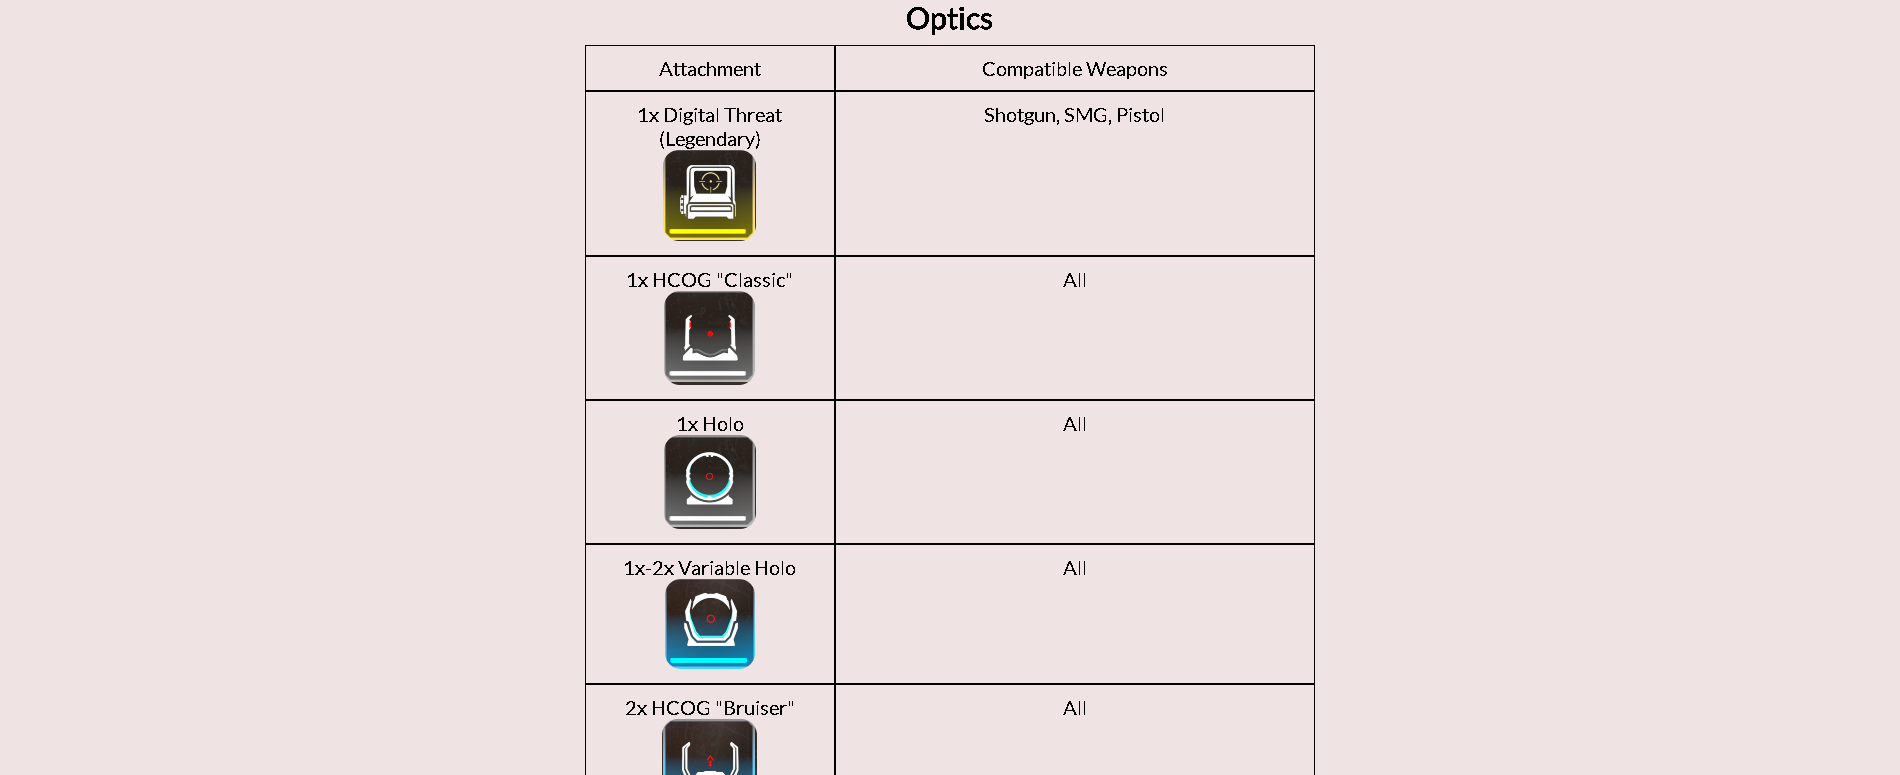 Optics
Attachment
Compatible Weapons
1x Digital Threat
(Legendary)
Shotgun, SMG, Pistol
1x HCOG "Classic"
All
1x Holo
All
1x-2x Variable Holo
All
2x HCOG "Bruiser"
All